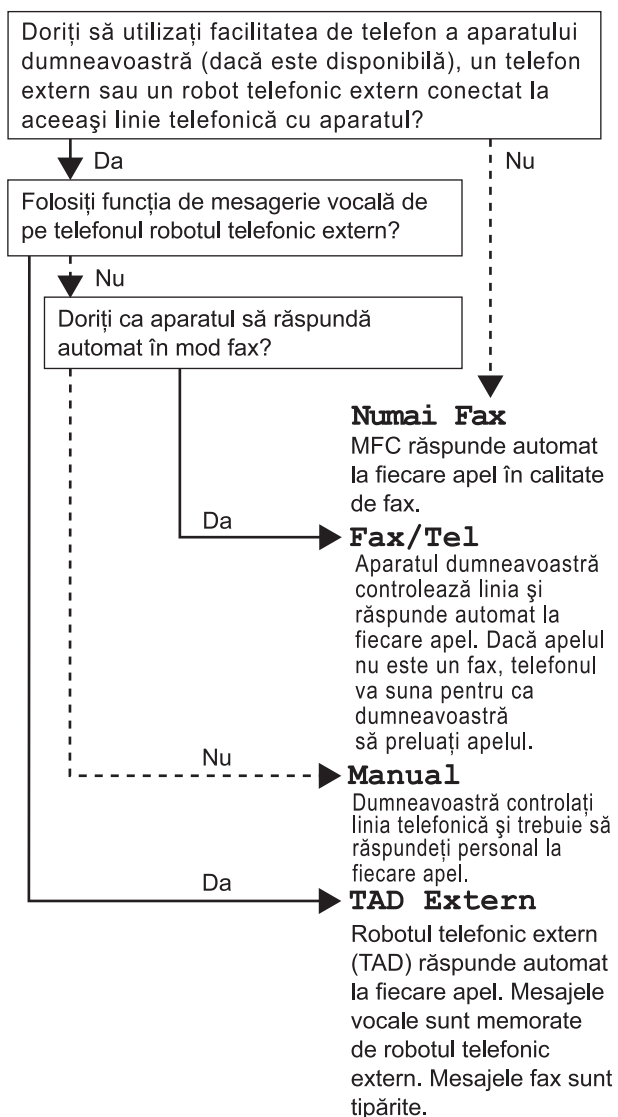 Doriți să utilizați facilitatea de telefon a aparatului
dumneavoastră (dacă este disponibilă), un telefon
extern sau un robot telefonic extern conectat la
aceeaşi linie telefonică cu aparatul?
Da
Nu
Folosiți funcția de mesagerie vocală de
pe telefonul robotul telefonic extern?
Nu
Doriți ca aparatul să răspundă
automat în mod fax?
Numai Fax
MFC răspunde automat
la fiecare apel în calitate
de fax.
Da
Fax/Tel
Aparatul dumneavoastră
controlează linia şi
răspunde automat la
fiecare apel. Dacă apelul
nu este un fax, telefonul
va suna pentru ca
dumneavoastră
să preluați apelul.
Nu
Manual
Dumneavoastră controlați
linia telefonică şi trebuie să
răspundeți personal la
fiecare apel.
Da
TAD Extern
Robotul telefonic extern
(TAD) răspunde automat
la fiecare apel. Mesajele
vocale sunt memorate
de robotul telefonic
extern. Mesajele fax sunt
tipărite.